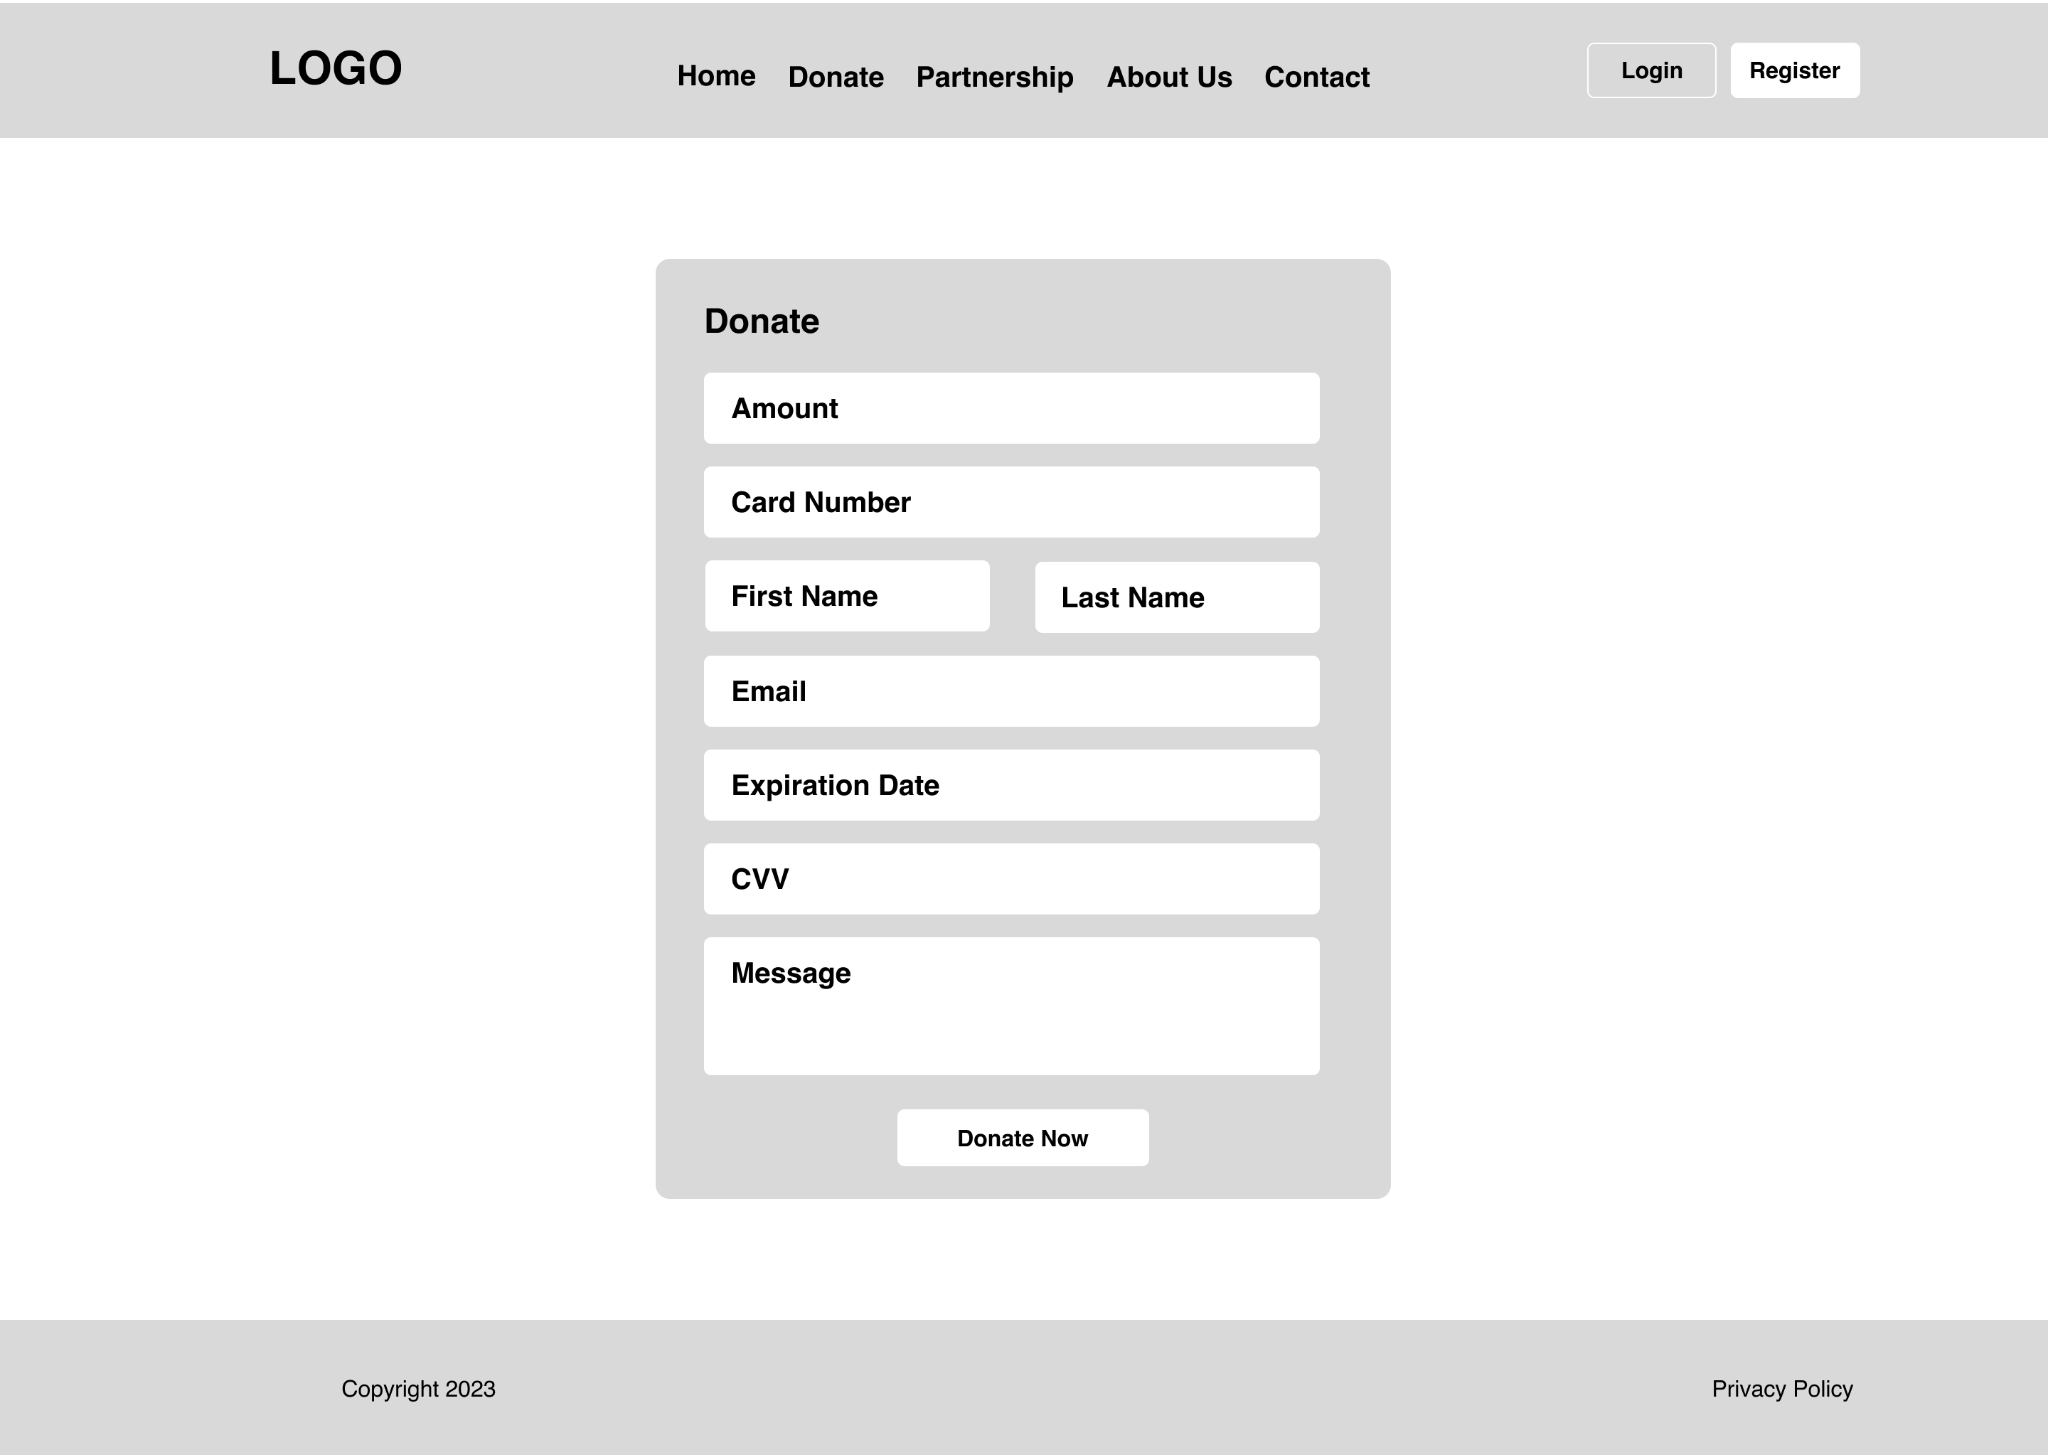 LOGO
Home Donate Partnership About Us Contact
Login Register
Donate
Amount
Card Number
First Name Last Name
Email
Expiration Date
CVV
Message
Donate Now
Copyright 2023 Privacy Policy